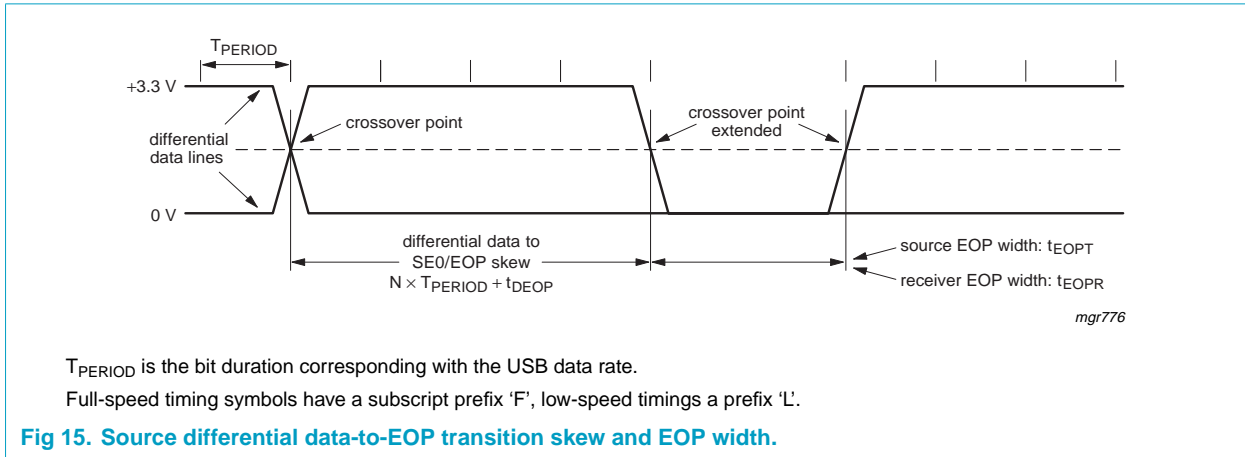 TPERIOD
+3.3 V
crossover point
differential
data lines
crossover point
extended
0 V
differential data to
SE0/EOP skew
N × TPERIOD + tDEOP
source EOP width: tEOPT
receiver EOP width: tEOPR
mgr776
TPERIOD is the bit duration corresponding with the USB data rate.
Full-speed timing symbols have a subscript prefix ‘F’, low-speed timings a prefix ‘L’.
Fig 15. Source differential data-to-EOP transition skew and EOP width.